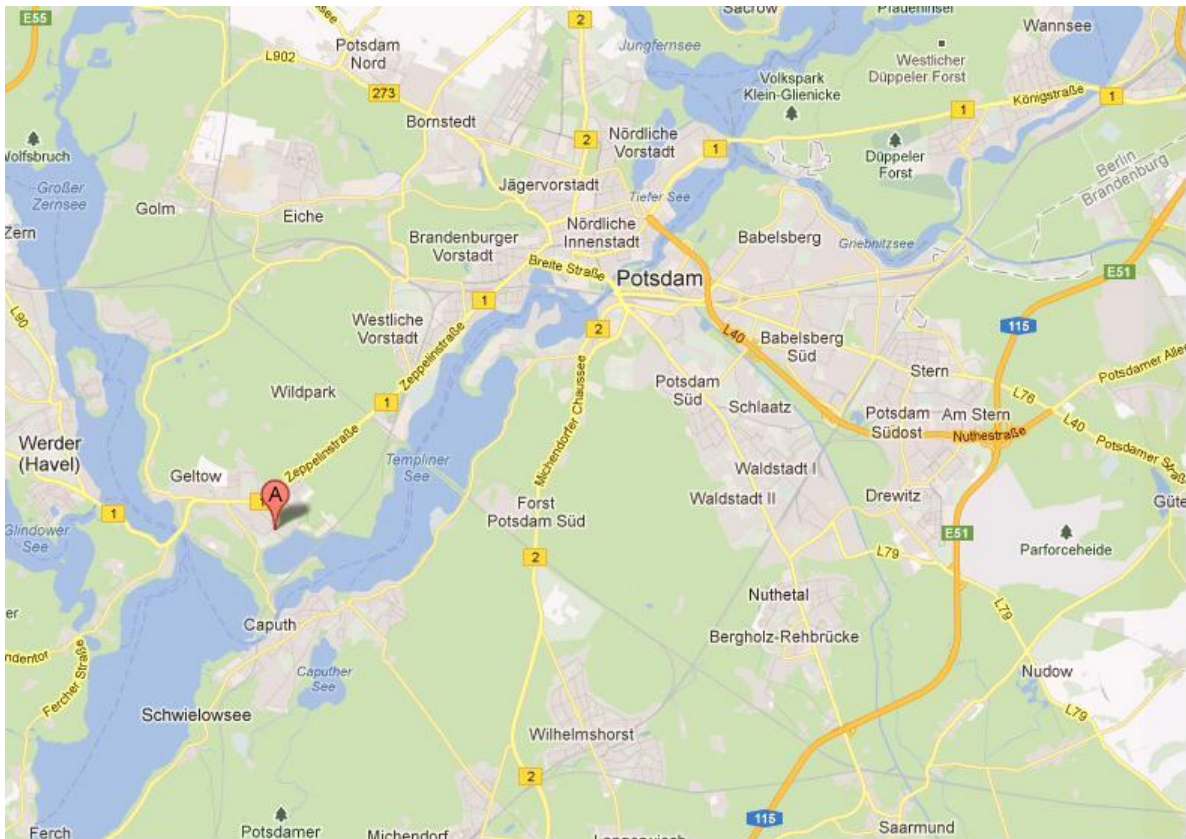 E55
see
L902
Potsdam
Nord
2
Sacrow
Pfaueninsel
Wannsee
Jungfernsee
Westlicher
Düppeler Forst
Volkspark
Klein-Glienicke
Königstraße
1
1
273
Bornstedt
Wolfsbruch
2
Nördliche
Vorstadt
1
Düppeler
Forst
Berlin
Brandenburg
Großer
Zernsee
Golm
Eiche
Jägervorstadt
Tiefer See
Zern
Brandenburger
Vorstadt
Nördliche
Innenstadt
Babelsberg
Griebnitzsee
Breite Straße
Potsdam
E51
L90
1
Westliche
Vorstadt
2
L40
Babelsberg
Süd
115
Zeppelinstraße
Potsdamer Allee
Wildpark
1
Michendorfer Chaussee
Potsdam
Süd
Schlaatz
Stern
L76
Potsdam
Südost
Am Stern
L40
Nuthestraße
Werder
(Havel)
Zeppelinstraße
Templiner
See
Waldstadt I
Potsdamer Straß
Geltow
1
A
Forst
Potsdam Süd
Waldstadt II
Drewitz
Güte
1
Glindower
See
2
L79
E51
Parforceheide
Nuthetal
L79
er
Caputh
Bergholz-Rehbrücke
ndentor
Fercher Straße
Caputher
See
Nudow
Schwielowsee
L79
Wilhelmshorst
2
Ferch
Potsdamer
Michendorf
115
Saarmund